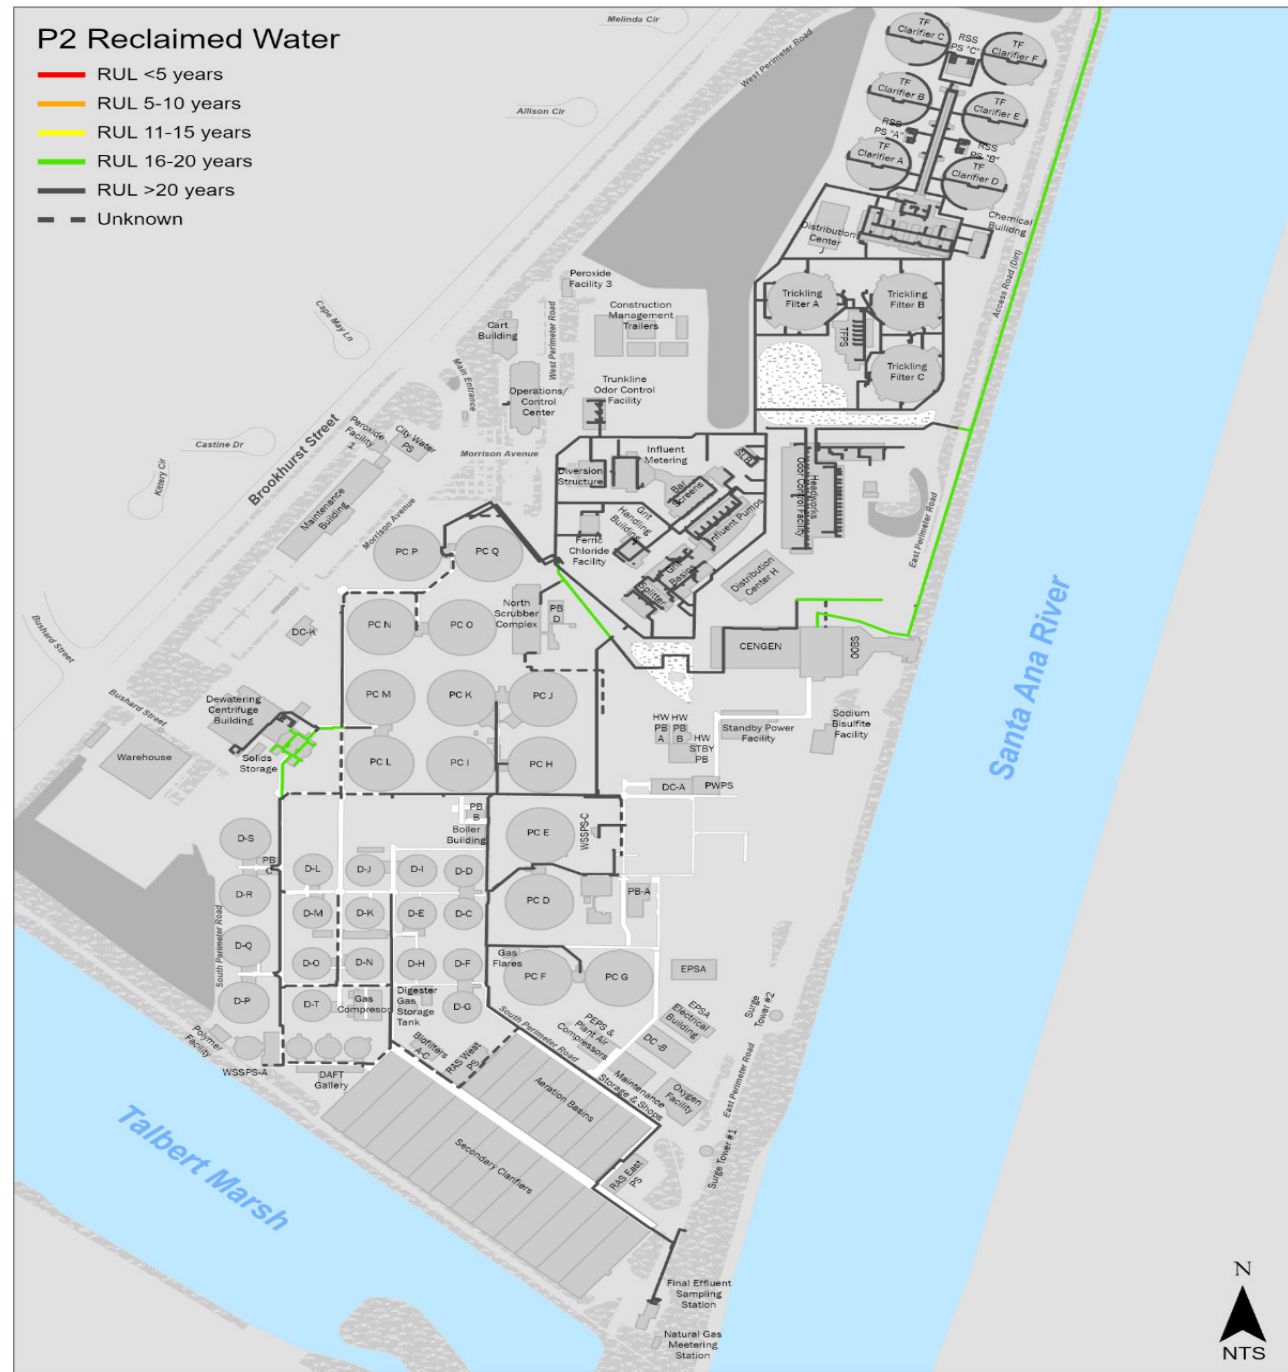 P2 Reclaimed Water
RUL <5 years
RUL 5-10 years
RUL 11-15 years
RUL 16-20 years
RUL >20 years
Unknown
Melinda Cir
West Perimeter Road
TF
Clarifier C
RSS
PS "C"
TF
Clarifier F
Allison Cir
TF
Clarifier B
TF
Clarifier E
RSS
PS "A"
RSS
PS "B"
TF
Clarifier A
TF
Clarifier D
Distribution
Center
J
Chemical
Builidng
Access Road (Dirt)
Peroxide
Facility 3
Trickling
Filter A
Trickling
Filter B
Cape May Ln
Cart
Building
West Perimeter Road
Construction
Management
Trailers
TFPS
Main Entrance
Trickling
Filter C
Operations/
Control
Center
Trunkline
Odor Control
Facility
Brookhurst Street
Castine Dr
Kittery Cir
Peroxide
Facility
1
City Water
PS
Morrison Avenue
Maintenance
Building
Morrison Avenue
Diversion
Structure
Influent
Metering
Bar
Screens
STB
Headworks
Odor Control Facility
Grit
Handling
Building
Influent Pumps
Ferric
Chloride
Facility
Grit
Basins
Splitter
Distribution
Center H
East Perimeter Road
PC P
PC Q
North
Scrubber
Complex
PB
D
PC N
PC O
DC-K
CENGEN
OOBS
Santa Ana River
Bushard Street
Bushard Street
PC M
PC K
PC J
Dewatering
Centrifuge
Building
Solids
Storage
Warehouse
PC L
PC I
PC H
HW
PB
A
HW
PB
B
HW
STBY
PB
Standby Power
Facility
Sodium
Bisulfite
Facility
DC-A
PWPS
PB
B
Boiler
Building
PC E
WSSPS-C
D-S
PB
C
D-L
D-J
D-I
D-D
D-R
D-M
D-K
D-E
D-C
PC D
PB-A
South Perimeter Road
D-Q
D-O
D-N
D-H
D-F
Gas
Flares
PC F
PC G
EPSA
D-P
D-T
Gas
Compresor
Digester
Gas
Storage
Tank
D-G
South Perimeter Road
PEPS &
Plant Air
Compressors
EPSA
Electrical
Building
DC-B
Surge
Tower #2
Polymer
Facility
WSSPS-A
DAFT
Gallery
Biofilters
A-C
RAS West
PS
Aeration Basins
Maintenance
Storage & Shops
Oxygen
Facility
East Perimeter Road
Surge Tower #1
Secondary Clarifiers
RAS East
PS
Talbert Marsh
Final Effluent
Sampling
Station
Natural Gas
Meetering
Station
N
NTS